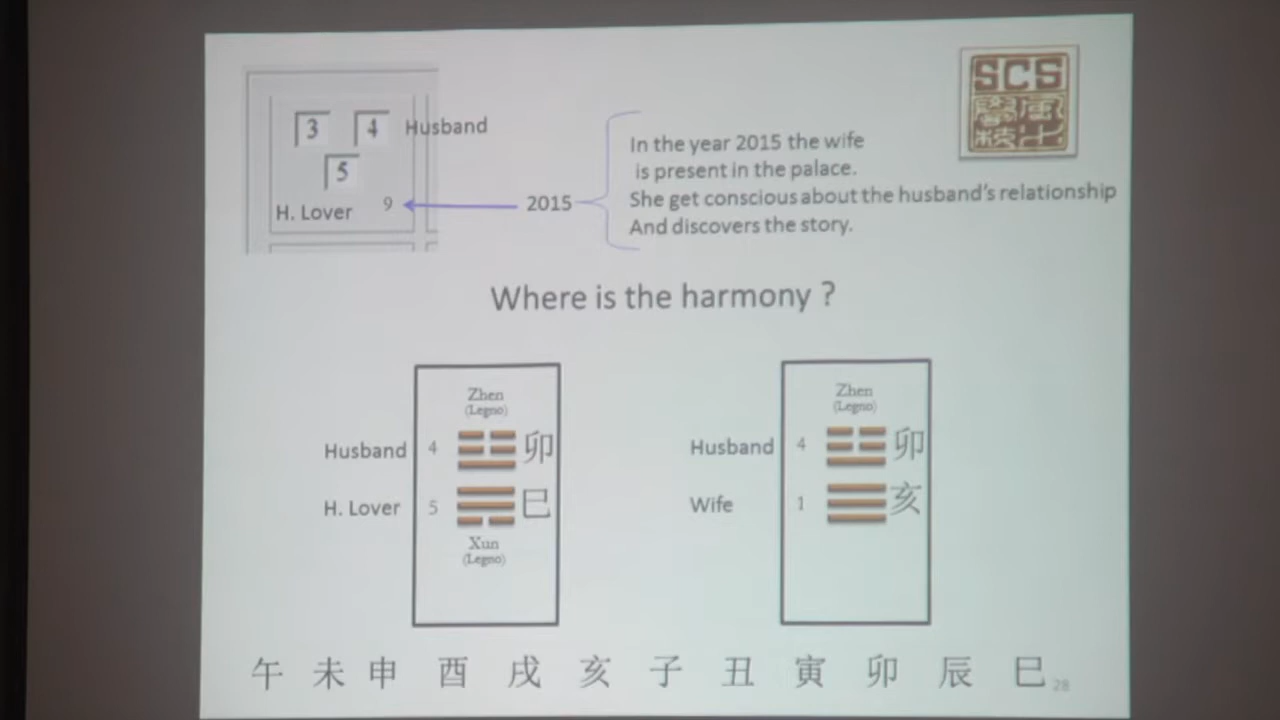 SCS
3 4 Husband
5
H. Lover 9
2015
In the year 2015 the wife
is present in the palace.
She get conscious about the husband's relationship
And discovers the story.
Where is the harmony ?
Zhen
(Legno)
Husband 4 卯
H. Lover 5 巳
Xun
(Legno)
Zhen
(Legno)
Husband 4 卯
Wife 1 亥
午 未 申 酉 戌 亥 子 丑 寅 卯 辰 巳
28